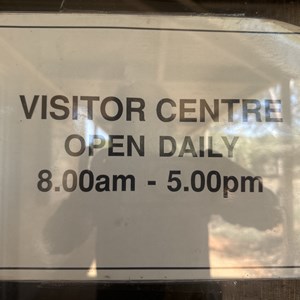 VISITOR CENTRE
OPEN DAILY
8.00am - 5.00pm